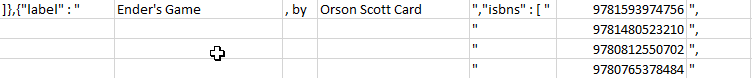 ]},{"label" : " Ender's Game , by Orson Scott Card ","isbns" : [ " 9781593974756 ",
" 9781480523210 ",
" 9780812550702 ",
" 9780765378484 ",